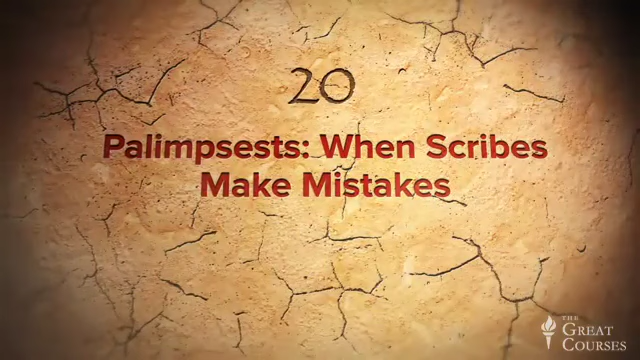 20
Palimpsests: When Scribes
Make Mistakes
THE
GREAT
COURSES